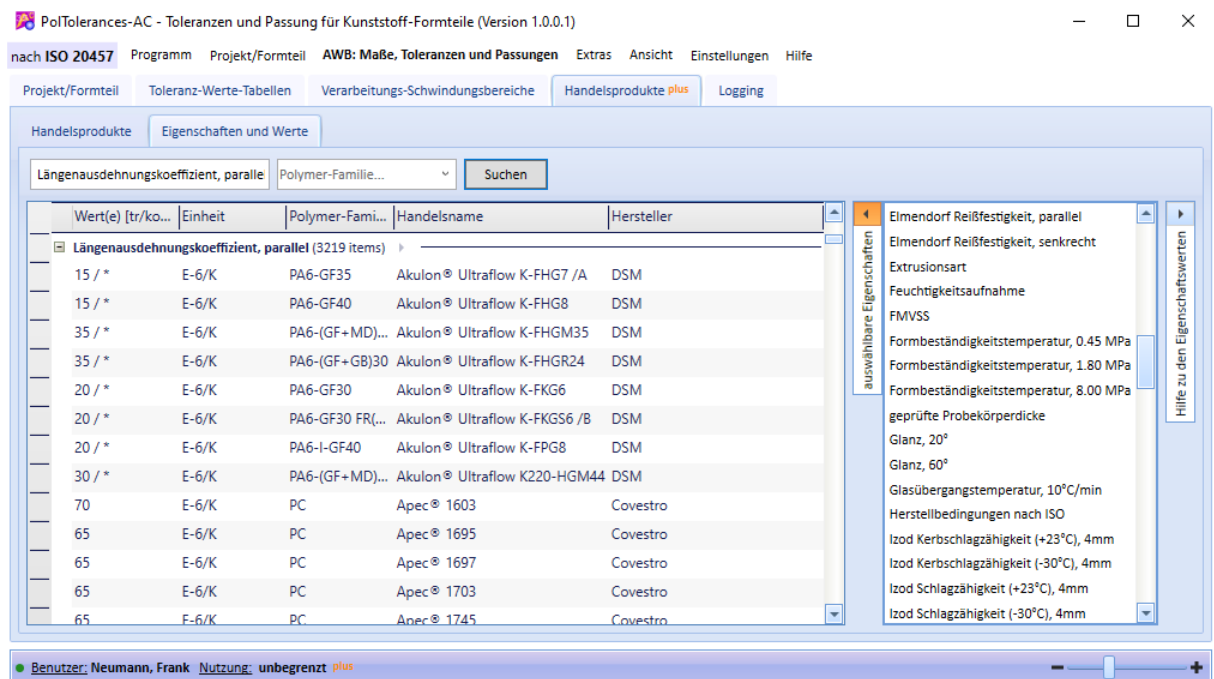 PolTolerances-AC - Toleranzen und Passung für Kunststoff-Formteile (Version 1.0.0.1)
nach ISO 20457 Programm Projekt/Formteil AWB: Maße, Toleranzen und Passungen Extras Ansicht Einstellungen Hilfe
Projekt/Formteil Toleranz-Werte-Tabellen Verarbeitungs-Schwindungsbereiche Handelsprodukte plus Logging
Handelsprodukte Eigenschaften und Werte
Längenausdehnungskoeffizient, paralle Polymer-Familie... Suchen
Wert(e) [tr/ko... Einheit Polymer-Fami... Handelsname Hersteller
Längenausdehnungskoeffizient, parallel (3219 items)
15 / * E-6/K PA6-GF35 Akulon® Ultraflow K-FHG7 /A DSM
15 / * E-6/K PA6-GF40 Akulon® Ultraflow K-FHG8 DSM
35 / * E-6/K PA6-(GF+MD)... Akulon® Ultraflow K-FHGM35 DSM
35 / * E-6/K PA6-(GF+GB)30 Akulon® Ultraflow K-FHGR24 DSM
20 / * E-6/K PA6-GF30 Akulon® Ultraflow K-FKG6 DSM
20 / * E-6/K PA6-GF30 FR(... Akulon® Ultraflow K-FKGS6 /B DSM
20 / * E-6/K PA6-I-GF40 Akulon® Ultraflow K-FPG8 DSM
30 / * E-6/K PA6-(GF+MD)... Akulon® Ultraflow K220-HGM44 DSM
70 E-6/K PC Apec® 1603 Covestro
65 E-6/K PC Apec® 1695 Covestro
65 E-6/K PC Apec® 1697 Covestro
65 E-6/K PC Apec® 1703 Covestro
65 E-6/K PC Apec® 1745 Covestro
auswählbare Eigenschaften
Elmendorf Reißfestigkeit, parallel
Elmendorf Reißfestigkeit, senkrecht
Extrusionsart
Feuchtigkeitsaufnahme
FMVSS
Formbeständigkeitstemperatur, 0.45 MPa
Formbeständigkeitstemperatur, 1.80 MPa
Formbeständigkeitstemperatur, 8.00 MPa
geprüfte Probekörperdicke
Glanz, 20°
Glanz, 60°
Glasübergangstemperatur, 10°C/min
Herstellbedingungen nach ISO
Izod Kerbschlagzähigkeit (+23°C), 4mm
Izod Kerbschlagzähigkeit (-30°C), 4mm
Izod Schlagzähigkeit (+23°C), 4mm
Izod Schlagzähigkeit (-30°C), 4mm
Hilfe zu den Eigenschaftswerten
Benutzer: Neumann, Frank Nutzung: unbegrenzt plus